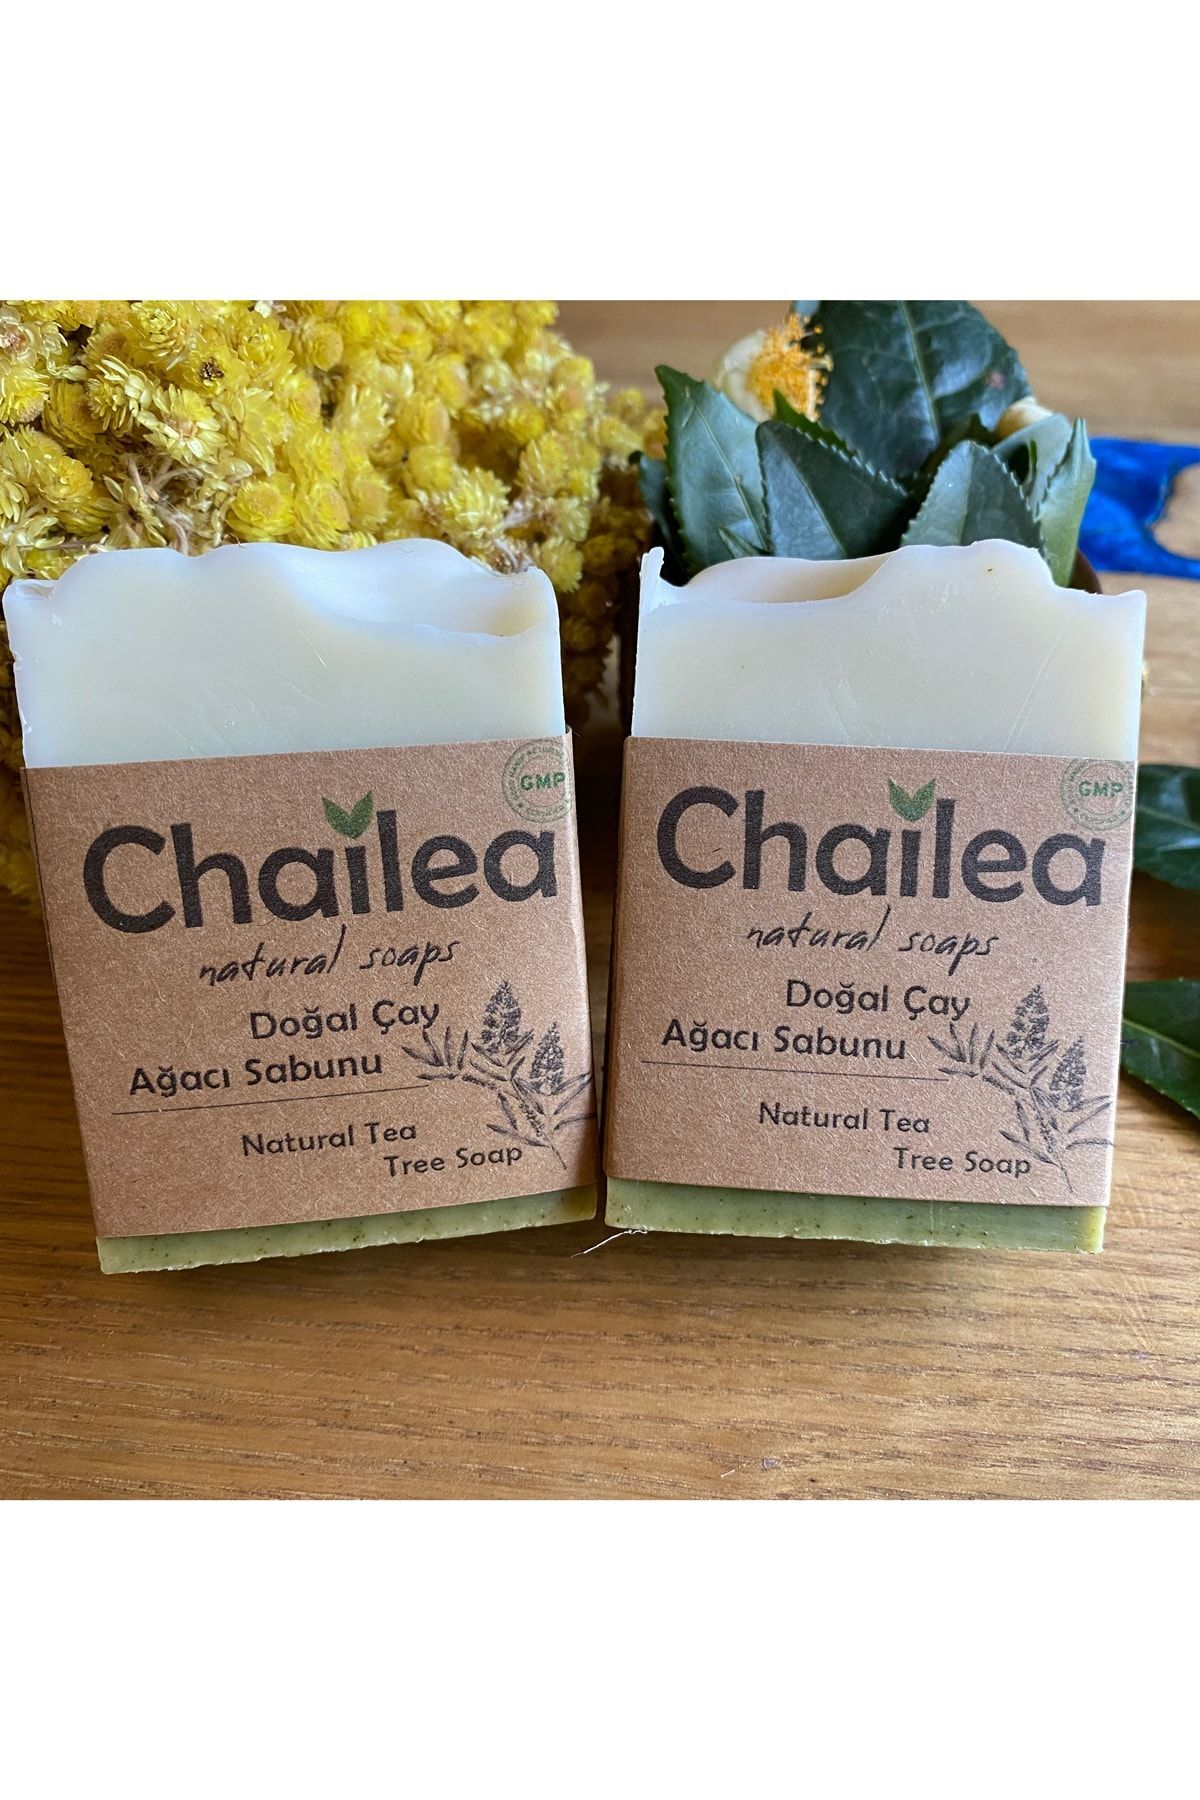 GMP
Chailea
natural soaps
Doğal Çay
Ağacı Sabunu
Natural Tea
Tree Soap
GMP
Chailea
natural soaps
Doğal Çay
Ağacı Sabunu
Natural Tea
Tree Soap